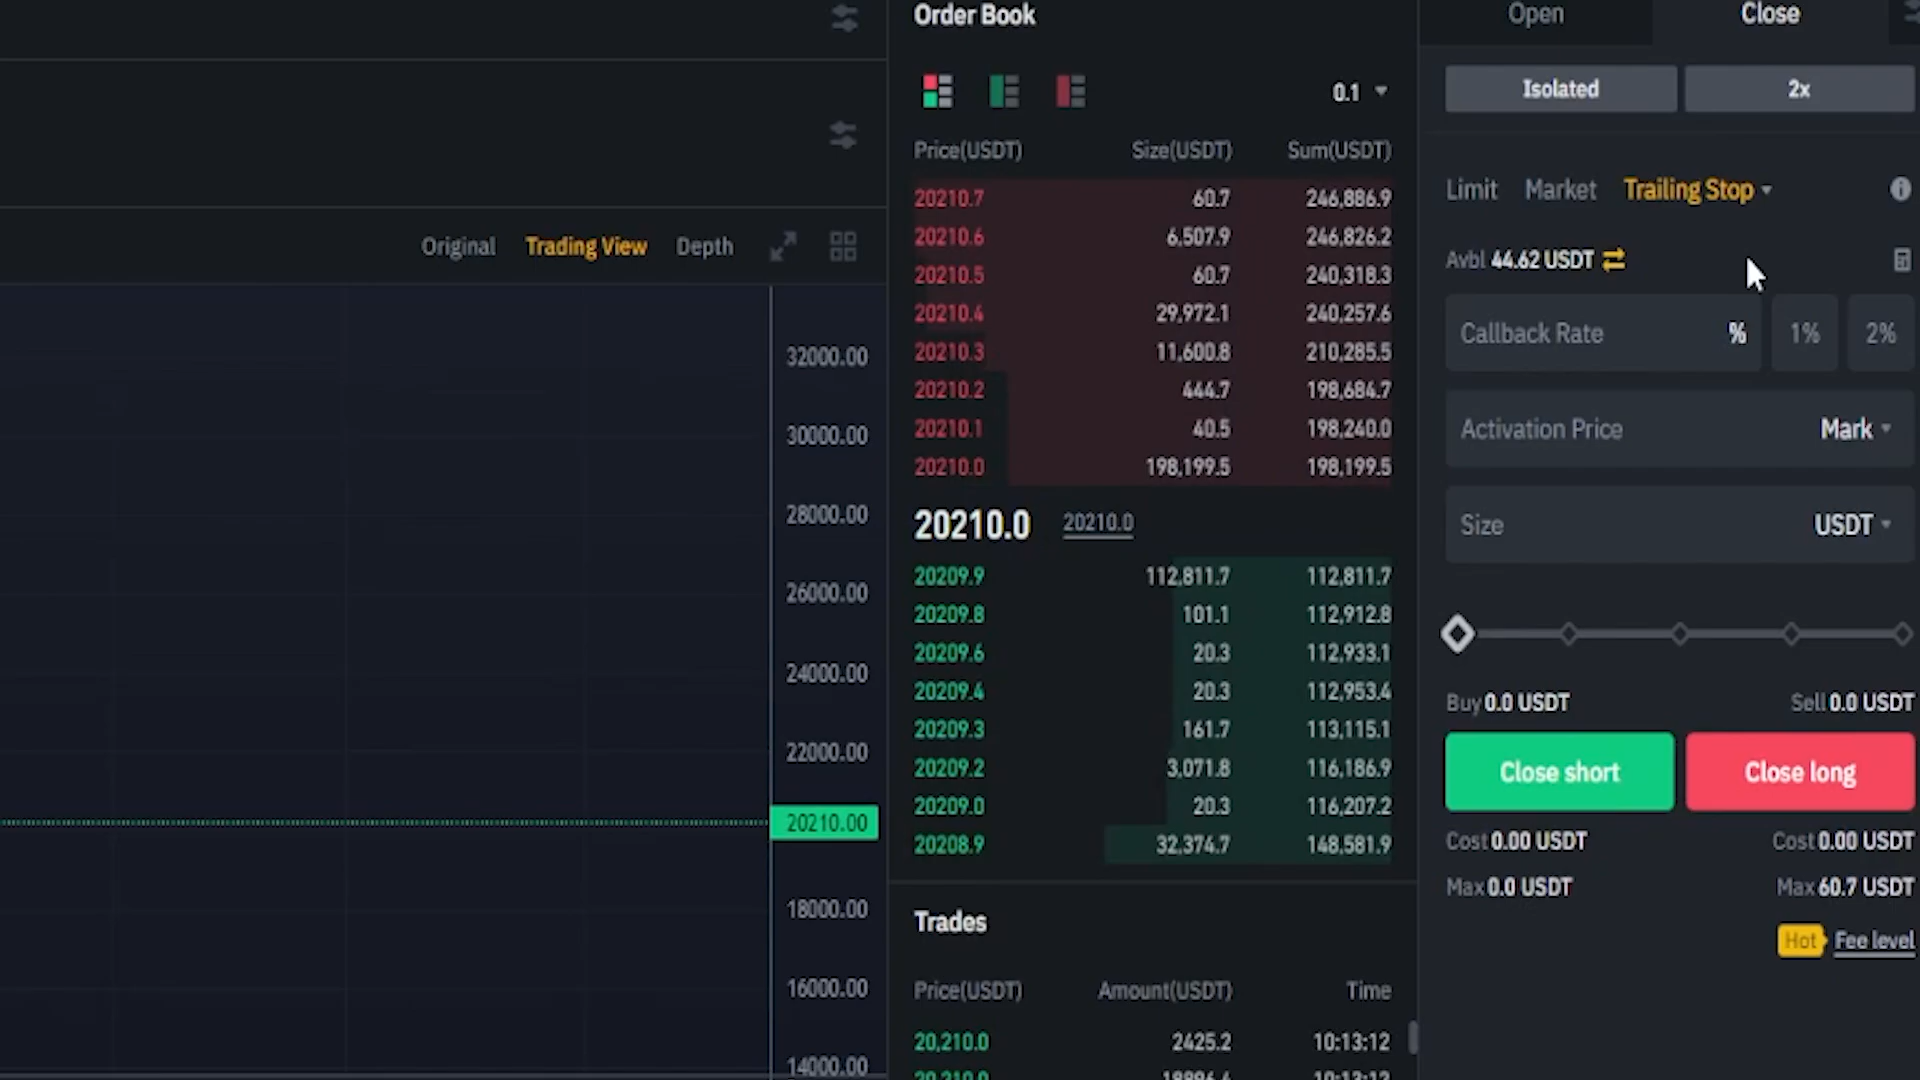 Order Book
0.1
Price(USDT) Size(USDT) Sum(USDT)
20210.7 60.7 246,886.9
20210.6 6,507.9 246,826.2
20210.5 60.7 240,318.3
20210.4 29,972.1 240,257.6
20210.3 11,600.8 210,285.5
20210.2 444.7 198,684.7
20210.1 40.5 198,240.0
20210.0 198,199.5 198,199.5
20210.0 20210.0
20209.9 112,811.7 112,811.7
20209.8 101.1 112,912.8
20209.6 20.3 112,933.1
20209.4 20.3 112,953.4
20209.3 161.7 113,115.1
20209.2 3,071.8 116,186.9
20209.0 20.3 116,207.2
20208.9 32,374.7 148,581.9
Trades
Price(USDT) Amount(USDT) Time
20,210.0 2425.2 10:13:12
Original Trading View Depth
32000.00
30000.00
28000.00
26000.00
24000.00
22000.00
20210.00
18000.00
16000.00
14000.00
Open Close
Isolated 2x
Limit Market Trailing Stop
Avbl 44.62 USDT
Callback Rate % 1% 2%
Activation Price Mark
Size USDT
Buy 0.0 USDT Sell 0.0 USDT
Close short Close long
Cost 0.00 USDT Cost 0.00 USDT
Max 0.0 USDT Max 60.7 USDT
Hot Fee level